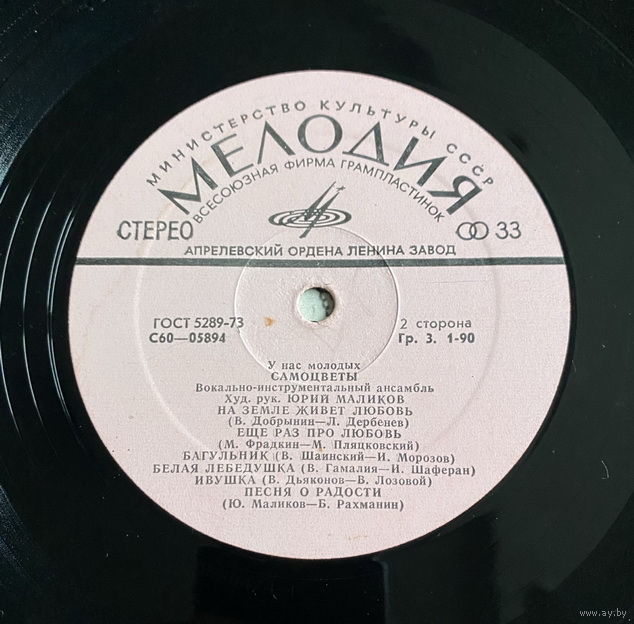 МИНИСТЕРСТВО КУЛЬТУРЫ СССР
МЕЛОДИЯ
ВСЕСОЮЗНАЯ ФИРМА ГРАМПЛАСТИНОК
СТЕРЕО
33
АПРЕЛЕВСКИЙ ОРДЕНА ЛЕНИНА ЗАВОД
ГОСТ 5289-73
2 сторона
С60—05894
Гр. 3. 1-90
У нас молодых
САМОЦВЕТЫ
Вокально-инструментальный ансамбль
Худ. рук. ЮРИЙ МАЛИКОВ
НА ЗЕМЛЕ ЖИВЕТ ЛЮБОВЬ
(В. Добрынин—Л. Дербенев)
ЕЩЕ РАЗ ПРО ЛЮБОВЬ
(М. Фрадкин—М. Пляцковский)
БАГУЛЬНИК (В. Шаинский—И. Морозов)
БЕЛАЯ ЛЕБЕДУШКА (В. Гамалия—И. Шаферан)
ИВУШКА (В. Дьяконов—В. Лозовой)
ПЕСНЯ О РАДОСТИ
(Ю. Маликов—Б. Рахманин)
www.ay.by